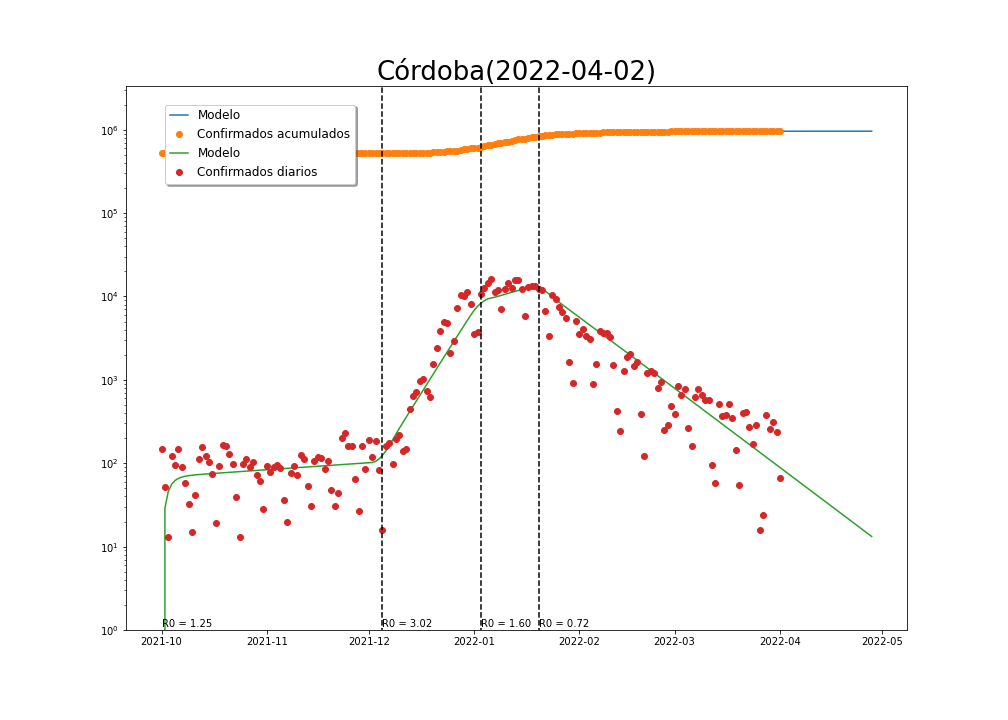 Córdoba(2022-04-02)
Modelo
Confirmados acumulados
Modelo
Confirmados diarios
10⁶
10⁵
10⁴
10³
10²
10¹
10⁰
R0 = 1.25 R0 = 3.02 R0 = 1.60 R0 = 0.72
2021-10 2021-11 2021-12 2022-01 2022-02 2022-03 2022-04 2022-05